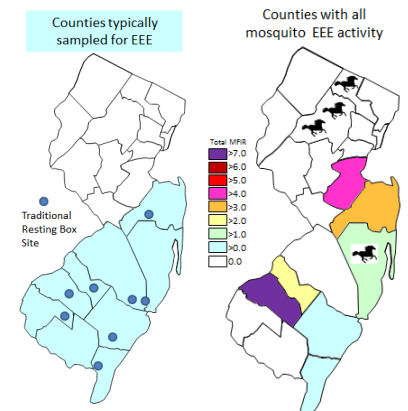 Counties typically
sampled for EEE
Counties with all
mosquito EEE activity
Traditional
Resting Box
Site
Total MFIR
>7.0
>6.0
>5.0
>4.0
>3.0
>2.0
>1.0
>0.0
0.0